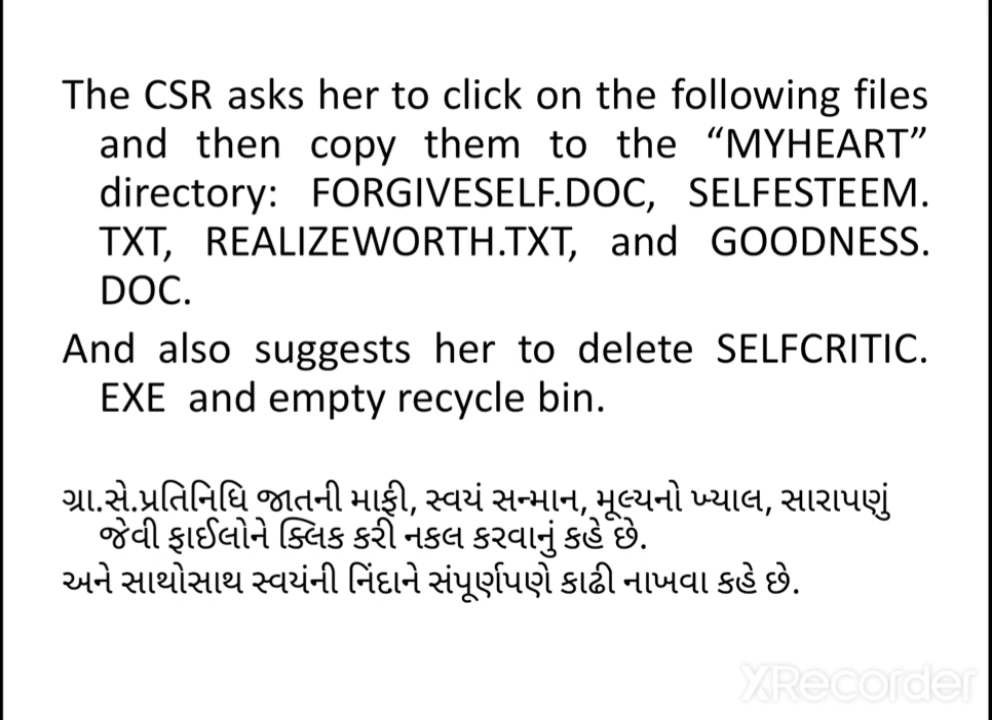 The CSR asks her to click on the following files
and then copy them to the “MYHEART”
directory: FORGIVESELF.DOC, SELFESTEEM.
TXT, REALIZEWORTH.TXT, and GOODNESS.
DOC.
And also suggests her to delete SELFCRITIC.
EXE and empty recycle bin.
ગ્રા.સે.પ્રતિનિધિ જાતની માફી, સ્વયં સન્માન, મૂલ્યનો ખ્યાલ, સારાપણું
જેવી ફાઈલોને ક્લિક કરી નકલ કરવાનું કહે છે.
અને સાથોસાથ સ્વયંની નિંદાને સંપૂર્ણપણે કાઢી નાખવા કહે છે.
XRecorder